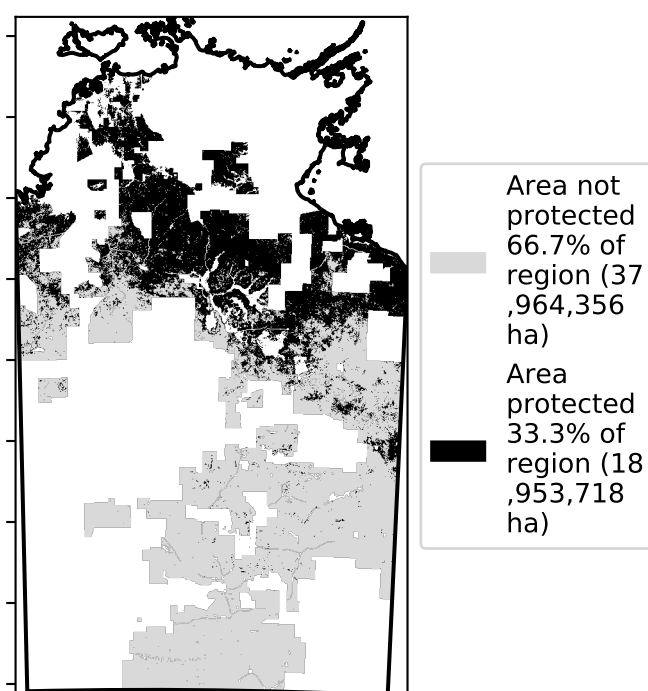 Area not
protected
66.7% of
region (37
,964,356
ha)
Area
protected
33.3% of
region (18
,953,718
ha)